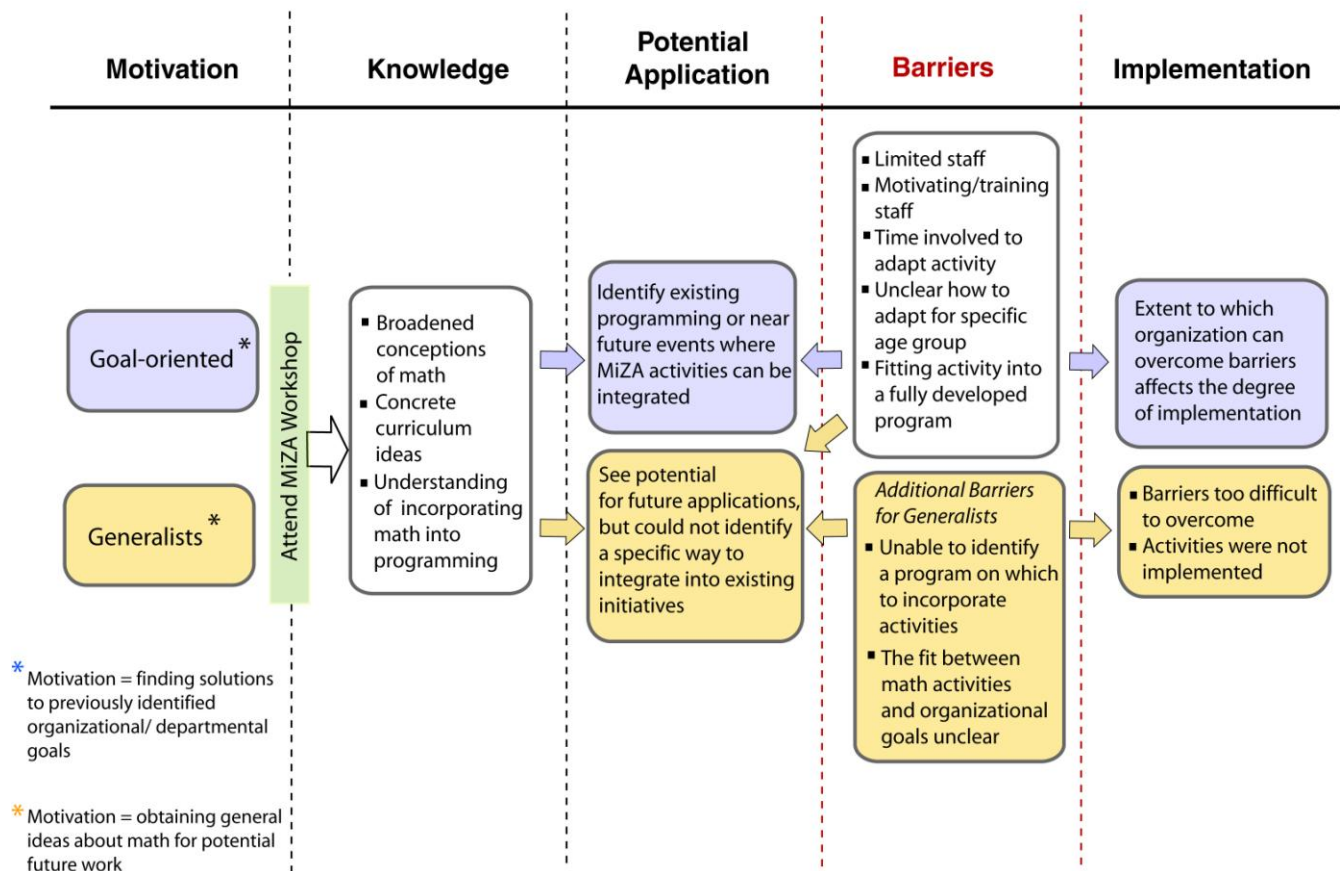 Motivation
Knowledge
Potential
Application
Barriers
Implementation
Goal-oriented *
Generalists *
Attend MiZA Workshop
▪ Broadened
conceptions
of math
▪ Concrete
curriculum
ideas
▪ Understanding
of incorporating
math into
programming
Identify existing
programming or near
future events where
MiZA activities can be
integrated
See potential
for future applications,
but could not identify
a specific way to
integrate into existing
initiatives
▪ Limited staff
▪ Motivating/training
staff
▪ Time involved to
adapt activity
▪ Unclear how to
adapt for specific
age group
▪ Fitting activity into
a fully developed
program
Additional Barriers
for Generalists
▪ Unable to identify
a program on which
to incorporate
activities
▪ The fit between
math activities
and organizational
goals unclear
Extent to which
organization can
overcome barriers
affects the degree
of implementation
▪ Barriers too difficult
to overcome
▪ Activities were not
implemented
* Motivation = finding solutions
to previously identified
organizational/ departmental
goals
* Motivation = obtaining general
ideas about math for potential
future work